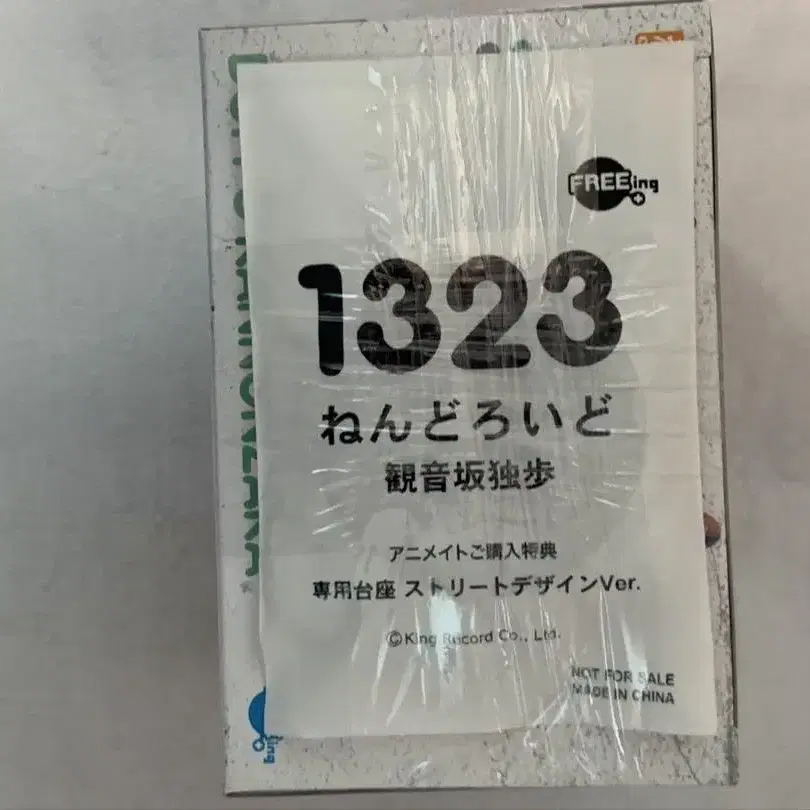 FREEing
1323
ねんどろいど
観音坂独歩
アニメイトご購入特典
専用台座 ストリートデザインVer.
©King Record Co., Ltd.
NOT FOR SALE
MADE IN CHINA
KANNONZAKA
ing